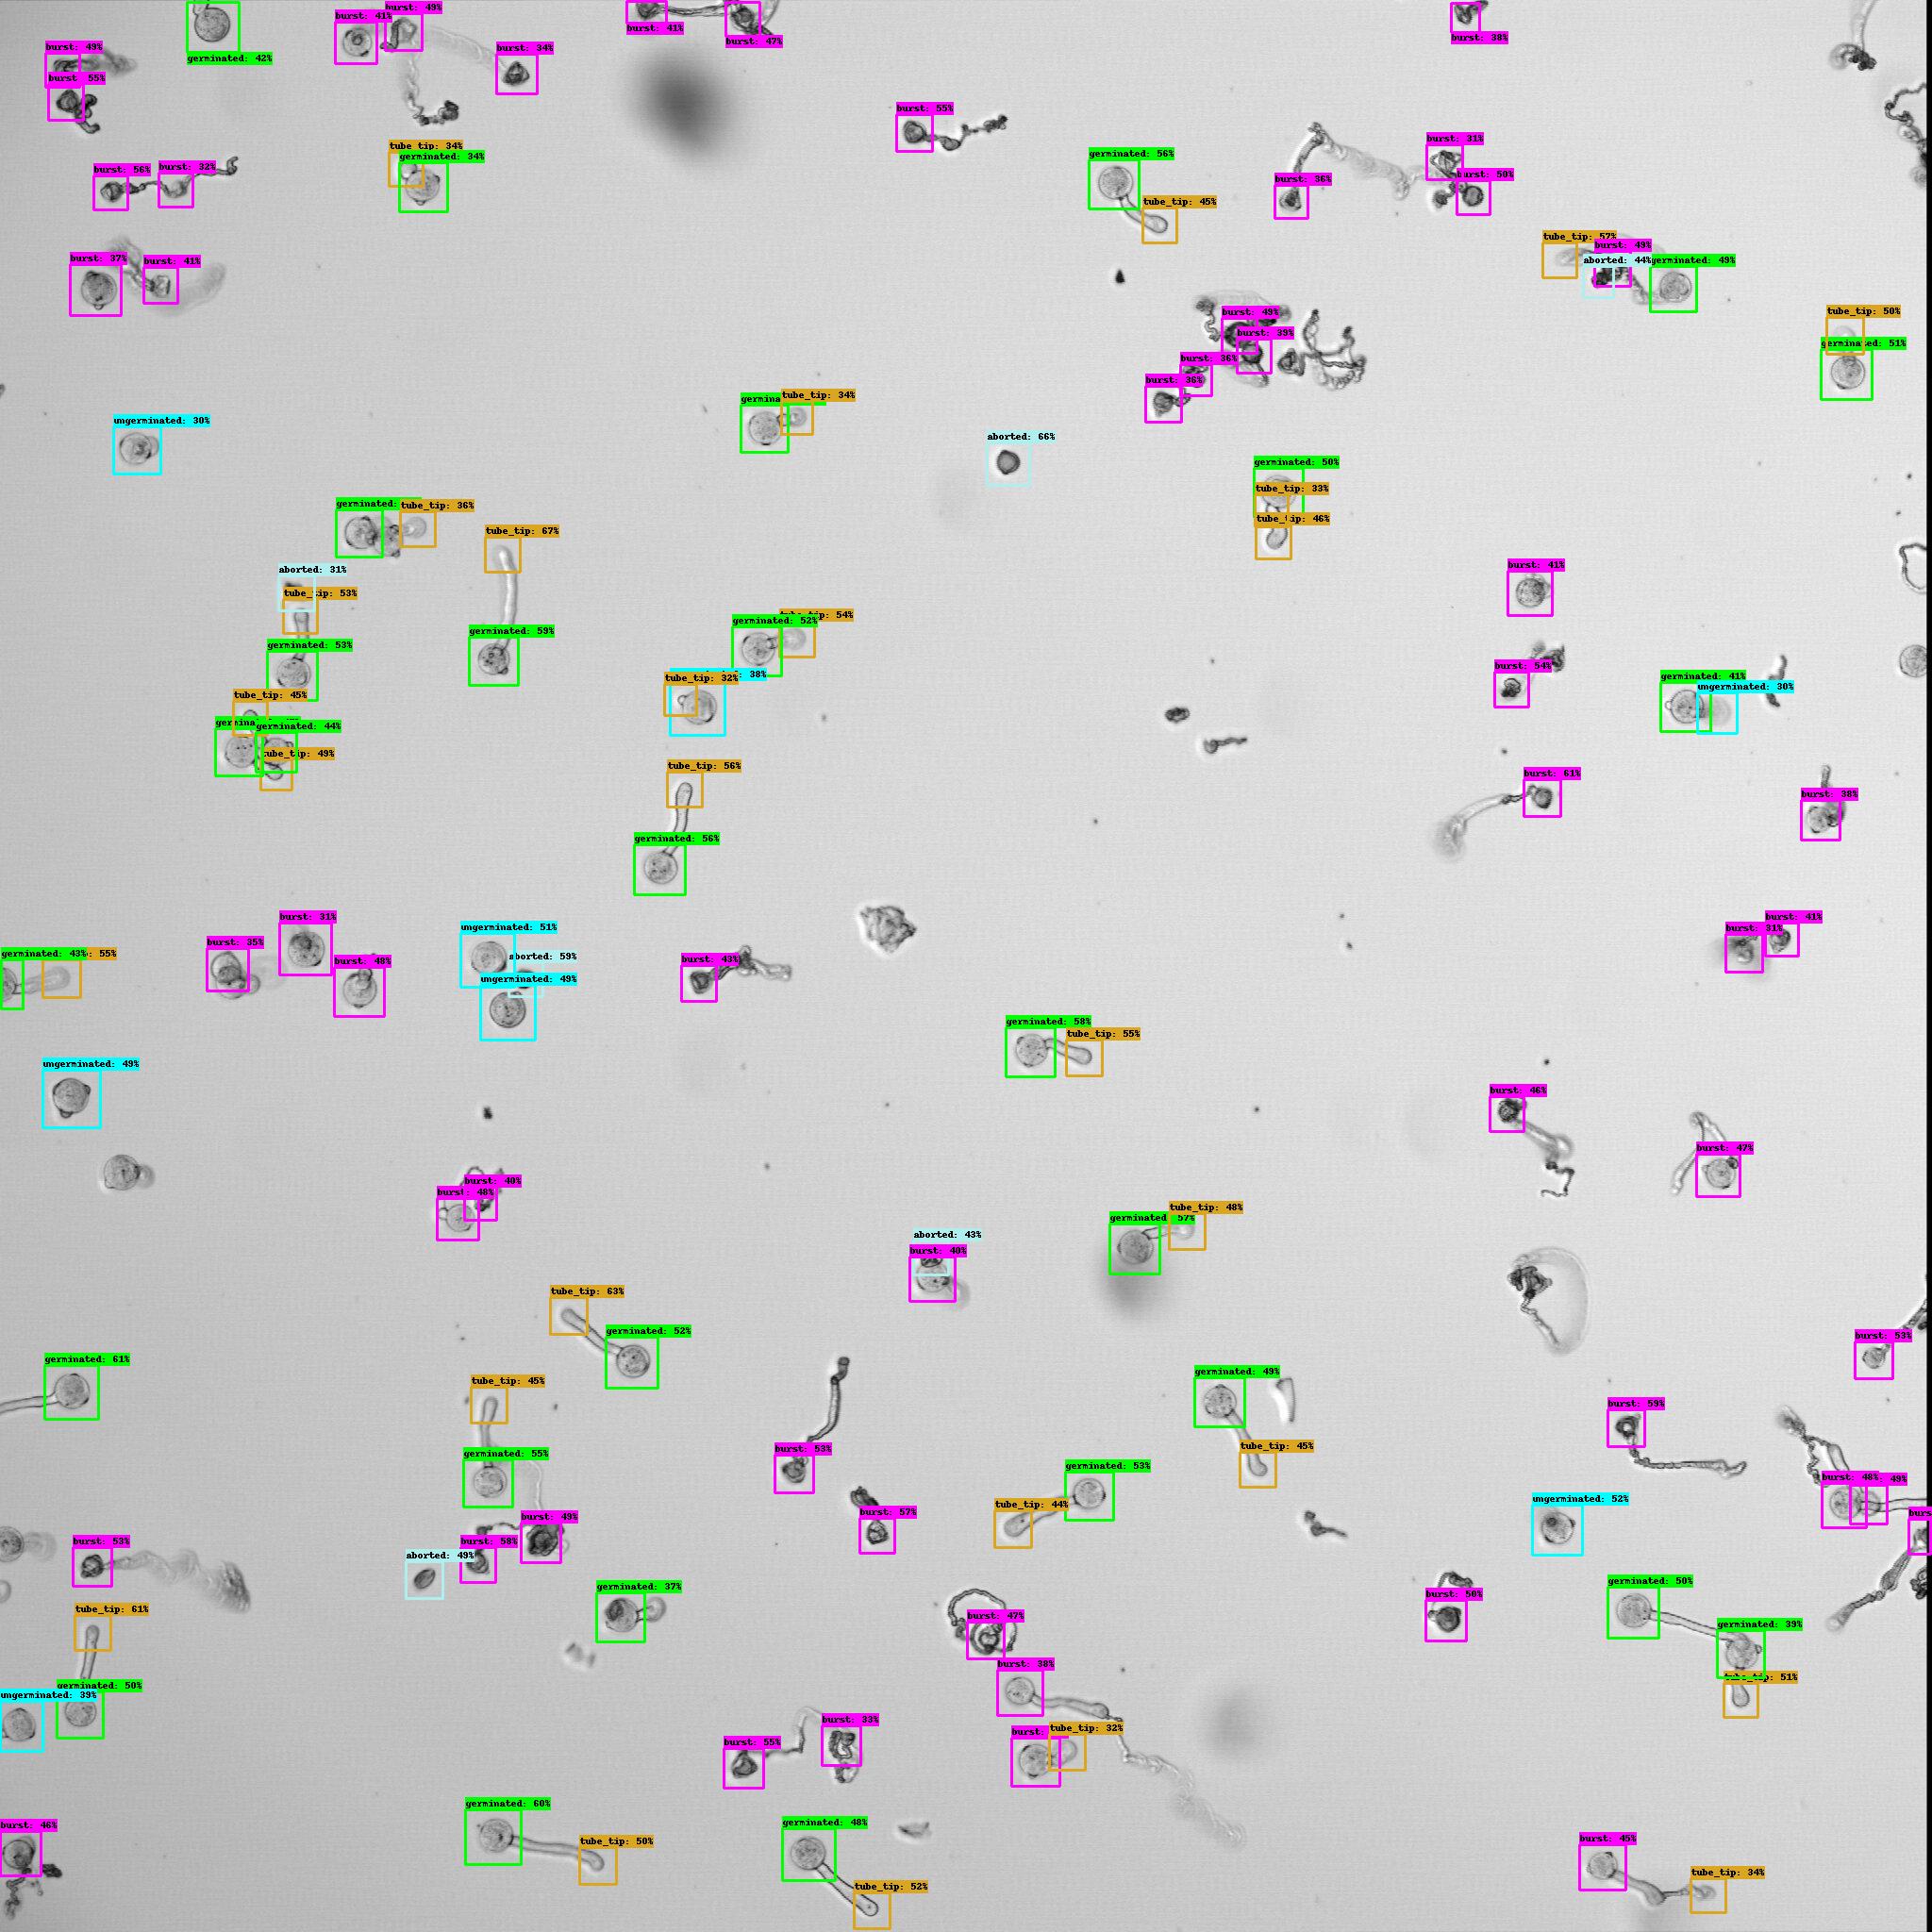 burst: 49%
burst: 41%
burst: 49%
germinated: 42%
burst: 34%
burst: 41%
burst: 47%
burst: 38%
burst: 55%
burst: 55%
tube_tip: 34%
germinated: 34%
burst: 56%
burst: 32%
germinated: 56%
tube_tip: 45%
burst: 31%
burst: 50%
burst: 36%
burst: 37%
burst: 41%
tube_tip: 57%
burst: 49%
aborted: 44%
germinated: 49%
tube_tip: 50%
germinated: 51%
burst: 49%
burst: 39%
burst: 36%
burst: 36%
ungerminated: 30%
tube_tip: 34%
aborted: 66%
germinated: 50%
tube_tip: 33%
tube_tip: 46%
germinated:
tube_tip: 36%
tube_tip: 67%
aborted: 31%
tube_tip: 53%
burst: 41%
germinated: 53%
germinated: 59%
tube_tip: 54%
germinated: 52%
38%
tube_tip: 32%
burst: 54%
germinated: 41%
ungerminated: 30%
tube_tip: 45%
germinated: 44%
tube_tip: 49%
tube_tip: 56%
burst: 61%
burst: 38%
germinated: 56%
burst: 31%
burst: 35%
burst: 48%
ungerminated: 51%
aborted: 59%
ungerminated: 49%
burst: 43%
burst: 41%
burst: 31%
germinated: 43%
55%
germinated: 58%
tube_tip: 55%
ungerminated: 49%
burst: 46%
burst: 47%
burst: 40%
burst: 48%
germinated 57%
tube_tip: 48%
aborted: 43%
burst: 40%
tube_tip: 63%
germinated: 52%
burst: 53%
germinated: 61%
tube_tip: 45%
germinated: 49%
tube_tip: 45%
burst: 59%
germinated: 55%
burst: 53%
germinated: 53%
tube_tip: 44%
burst: 48%
49%
ungerminated: 52%
burst: 57%
burst: 49%
burst: 53%
burst: 58%
aborted: 49%
germinated: 37%
burst: 50%
germinated: 50%
germinated: 39%
tube_tip: 51%
tube_tip: 61%
burst: 47%
burst: 38%
germinated: 50%
ungerminated: 39%
burst: 33%
burst: 55%
burst:
tube_tip: 32%
germinated: 60%
tube_tip: 50%
germinated: 48%
tube_tip: 52%
burst: 46%
burst: 45%
tube_tip: 34%